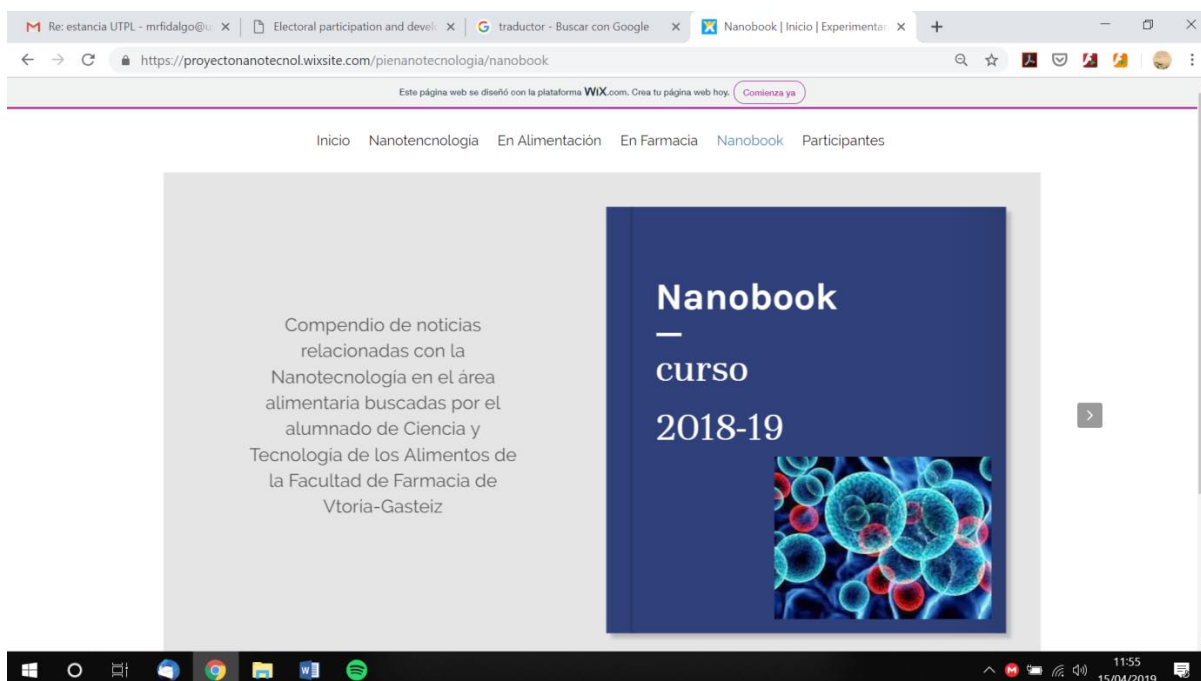 Re: estancia UTPL - mrfidalgo@u
Electoral participation and devel
traductor - Buscar con Google
Nanobook | Inicio | Experimentan
https://proyectonanotecnol.wixsite.com/pienanotecnologia/nanobook
Este página web se diseñó con la plataforma WiX.com. Crea tu página web hoy. Comienza ya
Inicio Nanotencnología En Alimentación En Farmacia Nanobook Participantes
Compendio de noticias
relacionadas con la
Nanotecnología en el área
alimentaria buscadas por el
alumnado de Ciencia y
Tecnología de los Alimentos de
la Facultad de Farmacia de
Vtoria-Gasteiz
Nanobook
curso
2018-19
11:55
15/04/2019